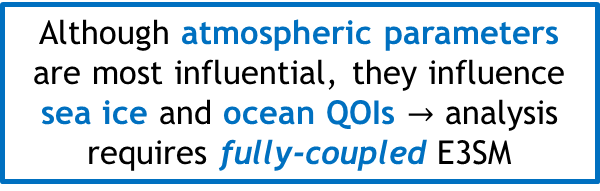 Although atmospheric parameters
are most influential, they influence
sea ice and ocean QOIs → analysis
requires fully-coupled E3SM